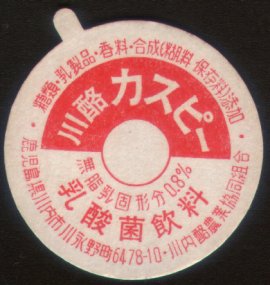 ・糖類・乳製品・香料・合成(糊料、保存料)添加・
川酪 カスピー
無脂乳固形分0.8%
乳酸菌飲料
鹿児島県川内市川永野町6478-10・川内酪農業協同組合